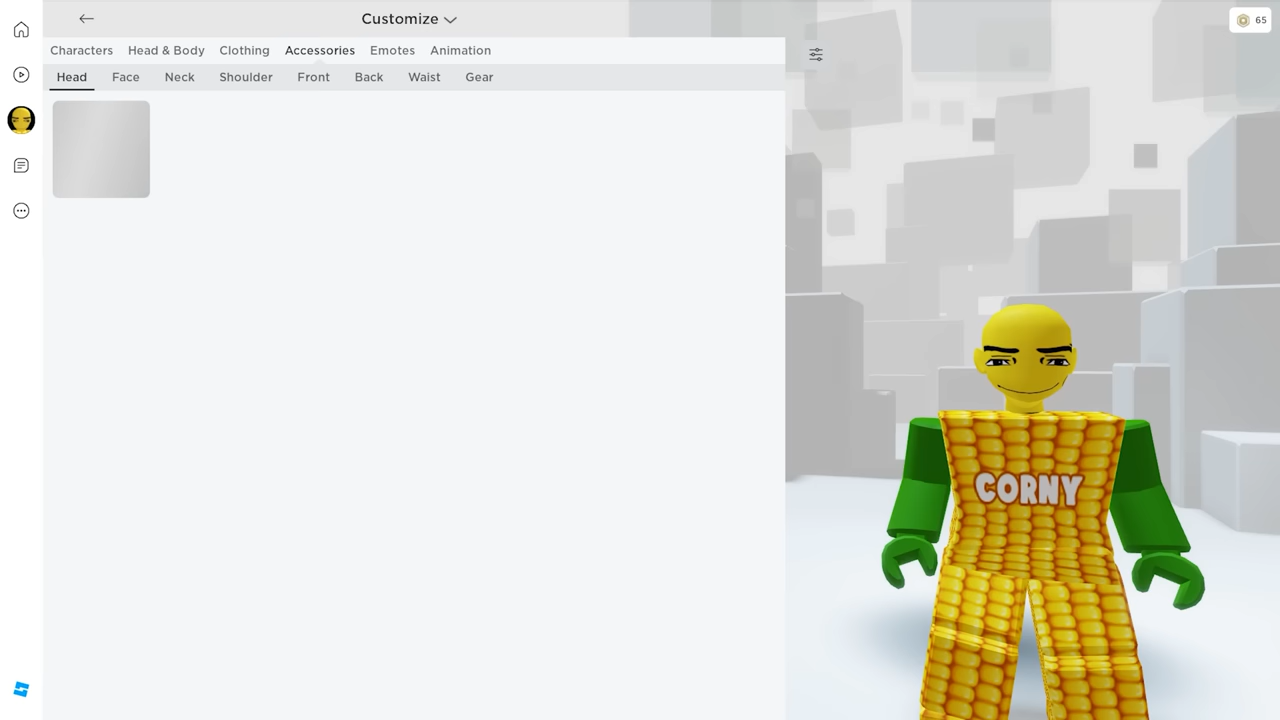 Customize
65
Characters Head & Body Clothing Accessories Emotes Animation
Head Face Neck Shoulder Front Back Waist Gear
CORNY